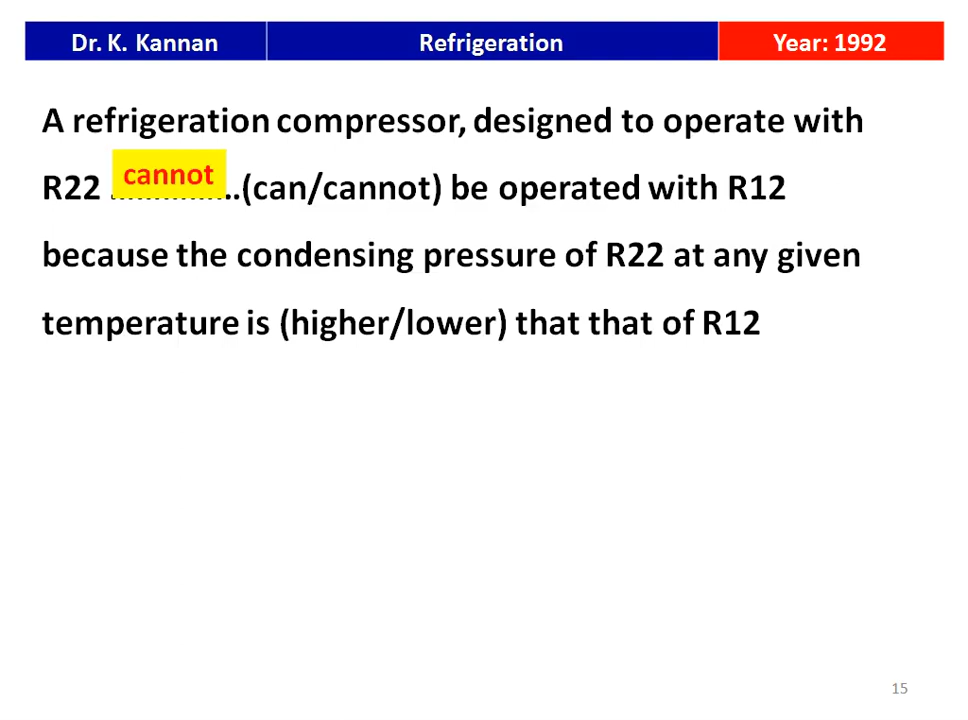 Dr. K. Kannan Refrigeration Year: 1992
A refrigeration compressor, designed to operate with
R22 cannot ..(can/cannot) be operated with R12
because the condensing pressure of R22 at any given
temperature is (higher/lower) that that of R12
15